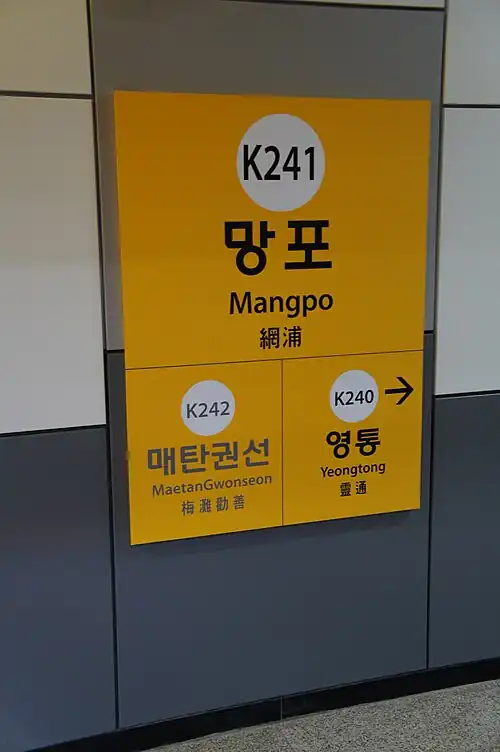 K241
망포
Mangpo
網浦
K242
매탄권선
MaetanGwonseon
梅灘勸善
K240 →
영통
Yeongtong
靈通